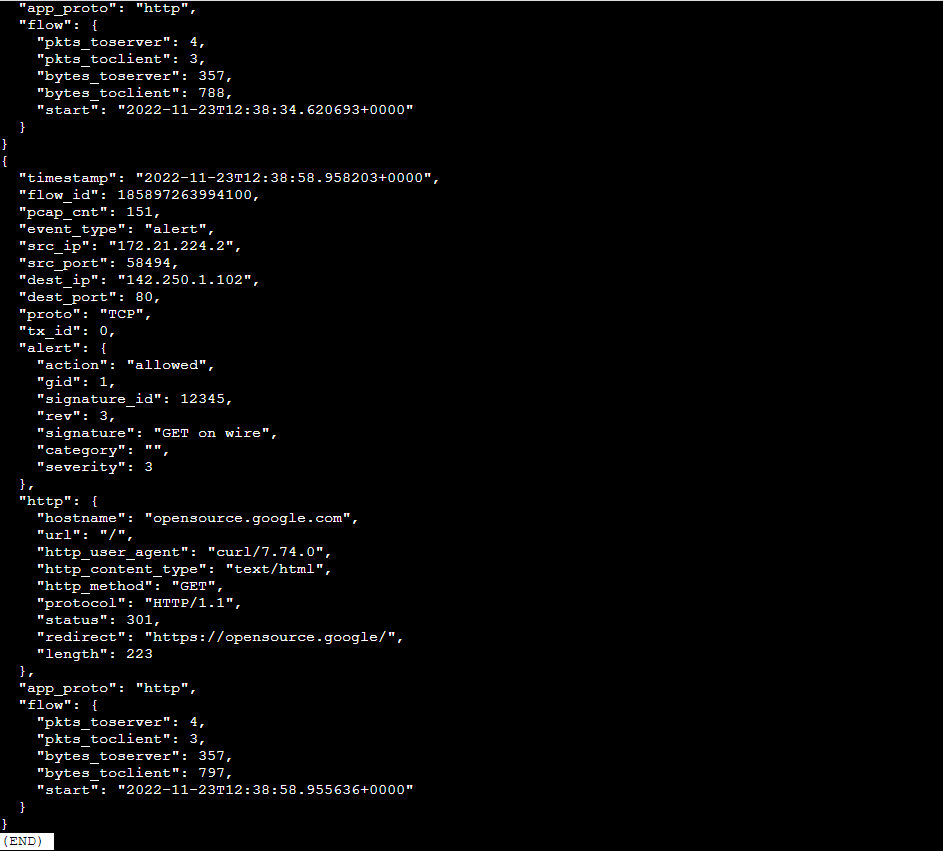 "app_proto": "http",
  "flow": {
    "pkts_toserver": 4,
    "pkts_toclient": 3,
    "bytes_toserver": 357,
    "bytes_toclient": 788,
    "start": "2022-11-23T12:38:34.620693+0000"
  }
}
{
  "timestamp": "2022-11-23T12:38:58.958203+0000",
  "flow_id": 185897263994100,
  "pcap_cnt": 151,
  "event_type": "alert",
  "src_ip": "172.21.224.2",
  "src_port": 58494,
  "dest_ip": "142.250.1.102",
  "dest_port": 80,
  "proto": "TCP",
  "tx_id": 0,
  "alert": {
    "action": "allowed",
    "gid": 1,
    "signature_id": 12345,
    "rev": 3,
    "signature": "GET on wire",
    "category": "",
    "severity": 3
  },
  "http": {
    "hostname": "opensource.google.com",
    "url": "/",
    "http_user_agent": "curl/7.74.0",
    "http_content_type": "text/html",
    "http_method": "GET",
    "protocol": "HTTP/1.1",
    "status": 301,
    "redirect": "https://opensource.google/",
    "length": 223
  },
  "app_proto": "http",
  "flow": {
    "pkts_toserver": 4,
    "pkts_toclient": 3,
    "bytes_toserver": 357,
    "bytes_toclient": 797,
    "start": "2022-11-23T12:38:58.955636+0000"
  }
}
(END)